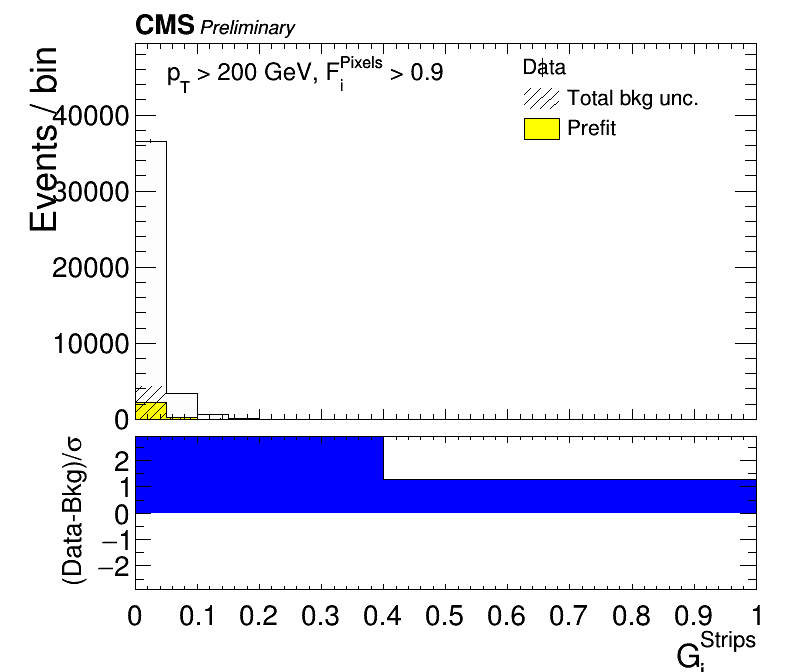 CMS Preliminary
p_T > 200 GeV, F_i^Pixels > 0.9
Data
Total bkg unc.
Prefit
Events / bin
40000
30000
20000
10000
0
(Data-Bkg)/σ
2
1
0
−1
−2
0 0.1 0.2 0.3 0.4 0.5 0.6 0.7 0.8 0.9 1
G_i^Strips